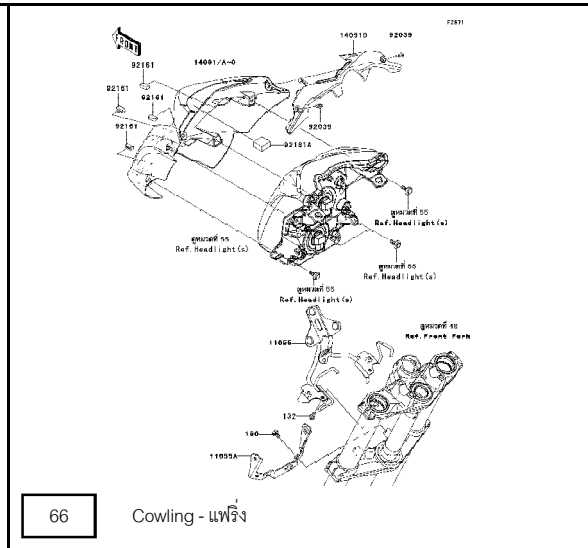 F2871
FRONT
14091D
92039
92161
14091/A~O
92161
92161
92161
92039
92161A
ดูหมวดที่ 55
Ref. Headlight(s)
ดูหมวดที่ 55
Ref. Headlight(s)
ดูหมวดที่ 55
Ref. Headlight(s)
ดูหมวดที่ 55
Ref. Headlight(s)
11055
ดูหมวดที่ 48
Ref. Front Fork
132
130
11055A
66
Cowling - แฟริ่ง